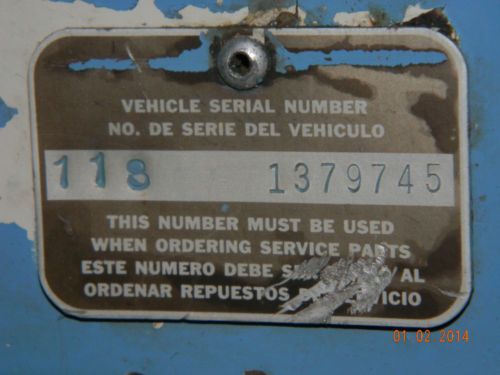 VEHICLE SERIAL NUMBER
NO. DE SERIE DEL VEHICULO
118 1379745
THIS NUMBER MUST BE USED
WHEN ORDERING SERVICE PARTS
ESTE NUMERO DEBE AL
ORDENAR REPUESTOS
01.02.2014